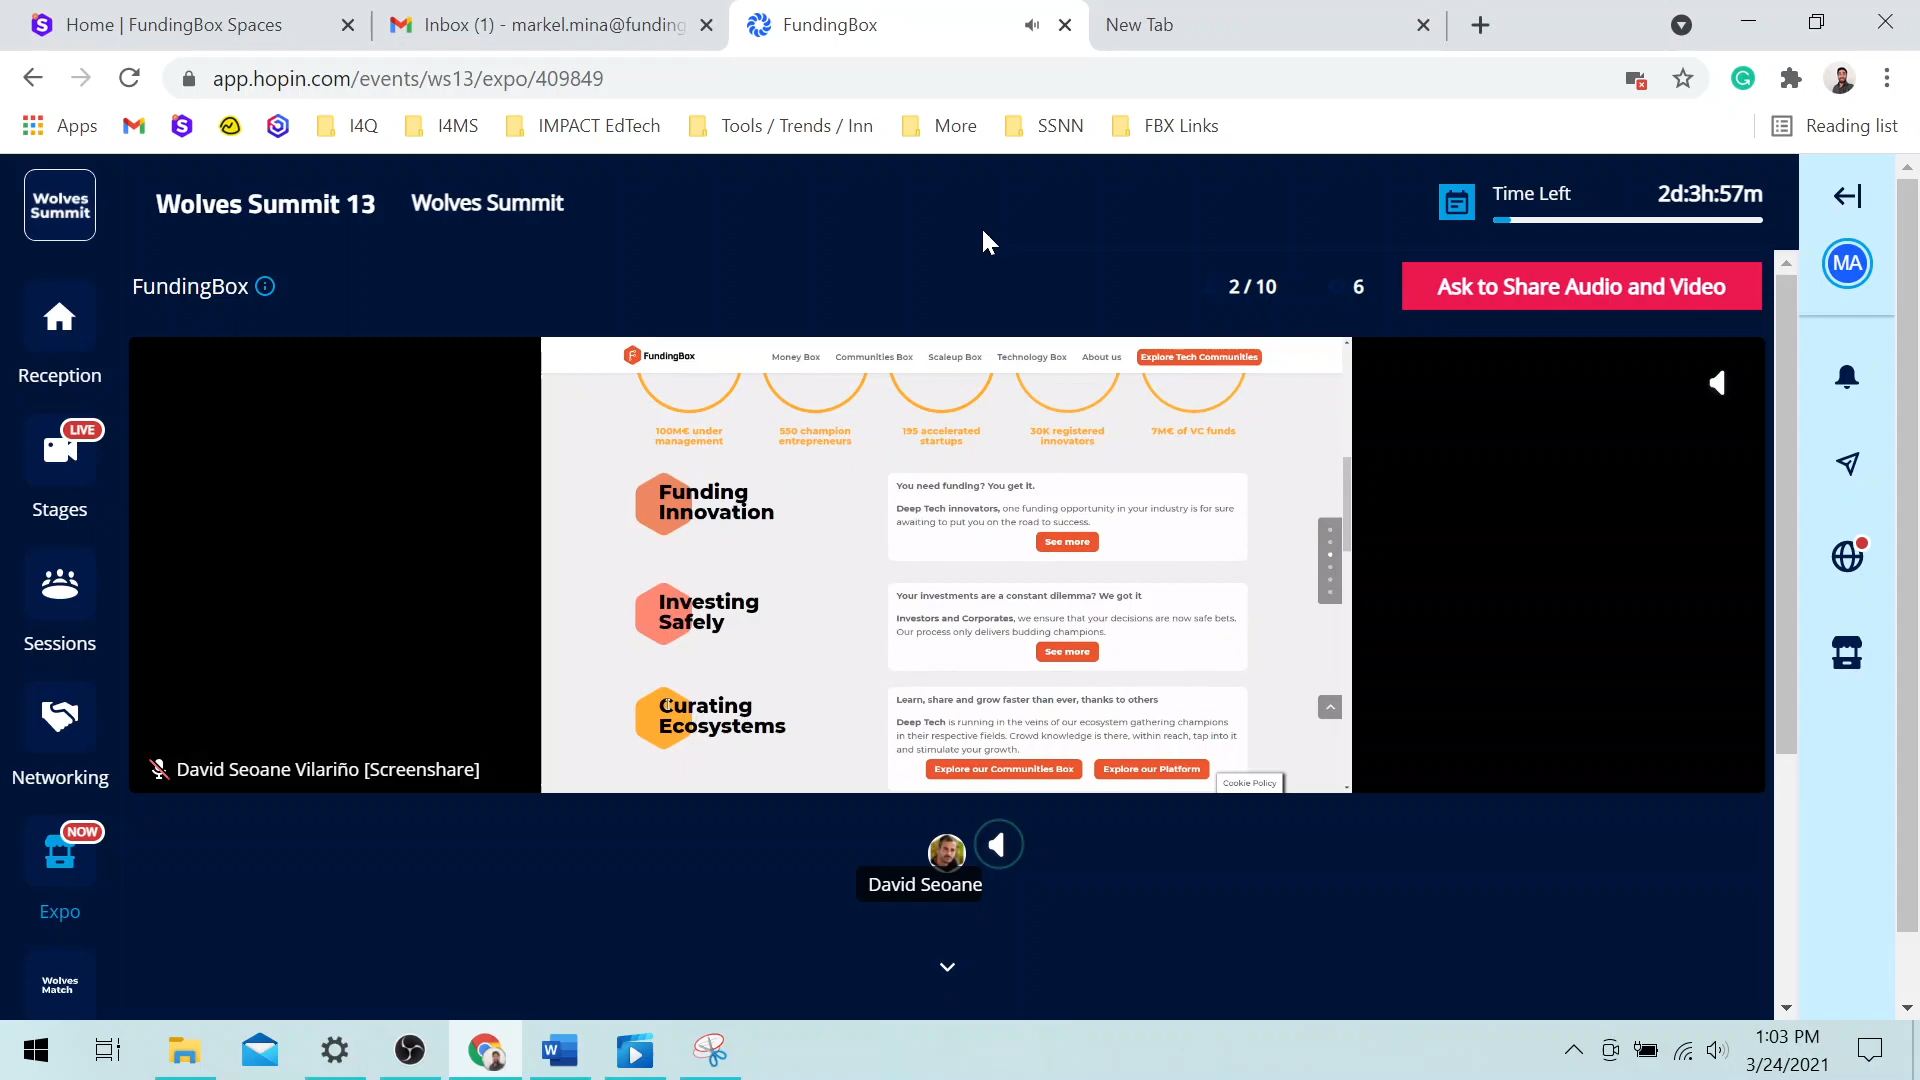 Home | FundingBox Spaces
Inbox (1) - markel.mina@funding
FundingBox
New Tab
app.hopin.com/events/ws13/expo/409849
Apps
I4Q
I4MS
IMPACT EdTech
Tools / Trends / Inn
More
SSNN
FBX Links
Reading list
Wolves
Summit
Wolves Summit 13
Wolves Summit
Time Left
2d:3h:57m
MA
FundingBox
2 / 10
6
Ask to Share Audio and Video
Reception
LIVE
Stages
Sessions
Networking
NOW
Expo
Wolves
Match
FundingBox
Money Box
Communities Box
Scaleup Box
Technology Box
About us
Explore Tech Communities
100M€ under
management
550 champion
entrepreneurs
195 accelerated
startups
30K registered
innovators
7M€ of VC funds
Funding
Innovation
You need funding? You get it.
Deep Tech innovators, one funding opportunity in your industry is for sure
awaiting to put you on the road to success.
See more
Investing
Safely
Your investments are a constant dilemma? We got it
Investors and Corporates, we ensure that your decisions are now safe bets.
Our process only delivers budding champions.
See more
Curating
Ecosystems
Learn, share and grow faster than ever, thanks to others
Deep Tech is running in the veins of our ecosystem gathering champions
in their respective fields. Crowd knowledge is there, within reach, tap into it
and stimulate your growth.
Explore our Communities Box
Explore our Platform
Cookie Policy
David Seoane Vilariño [Screenshare]
David Seoane
1:03 PM
3/24/2021